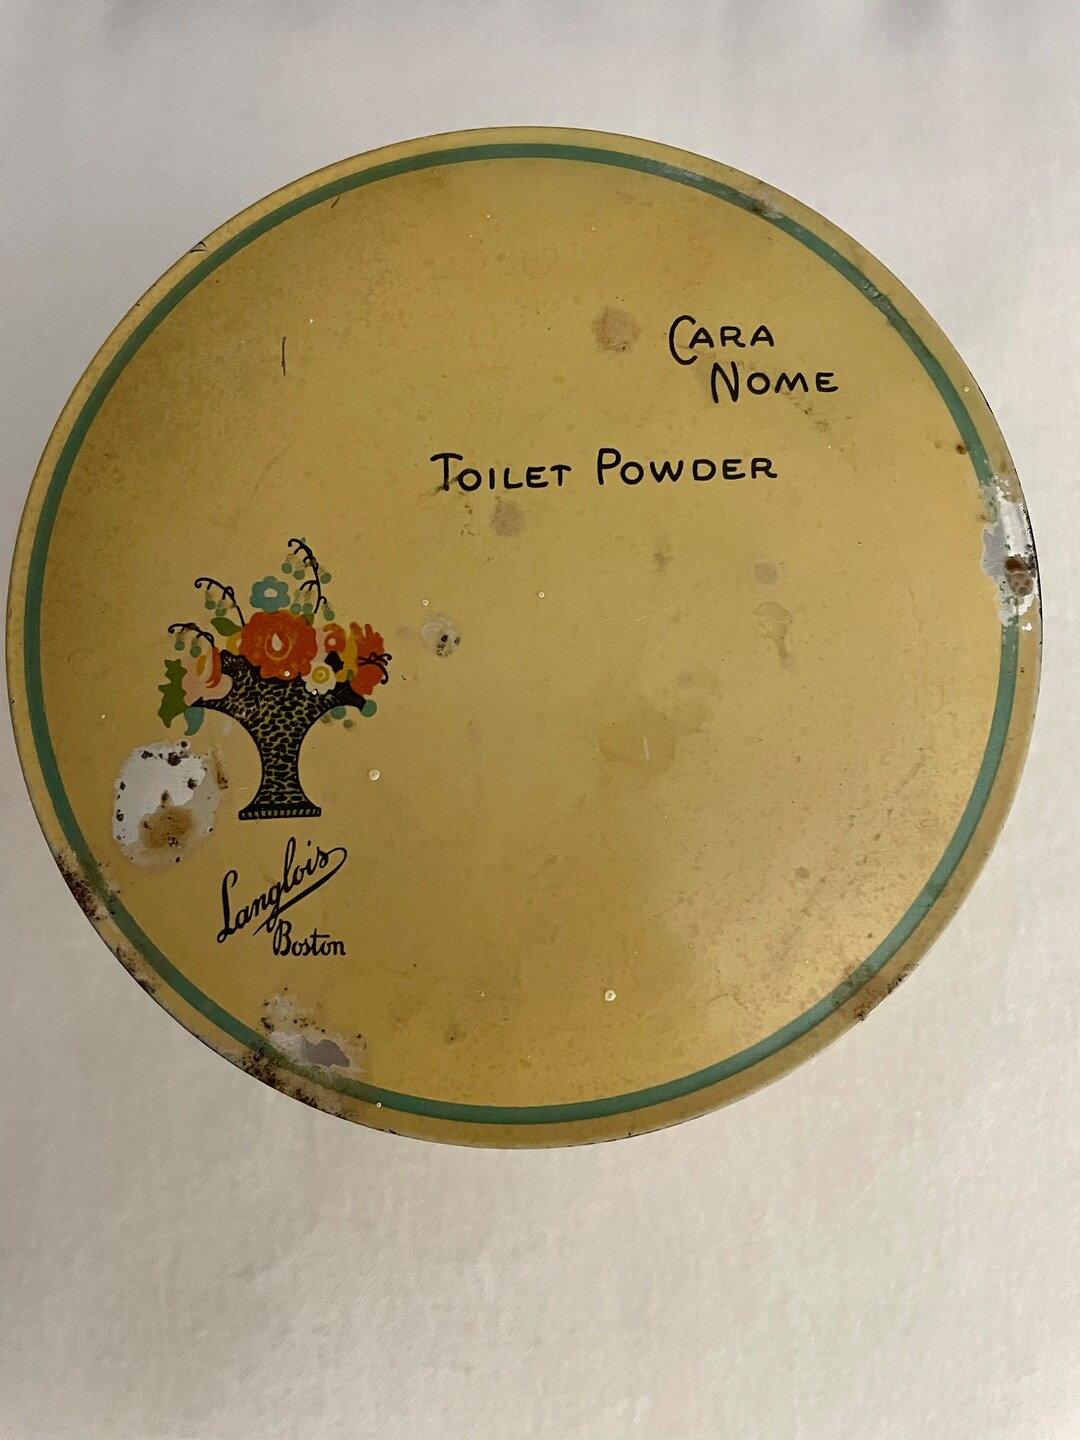 CARA
NOME
TOILET POWDER
Langlois
Boston